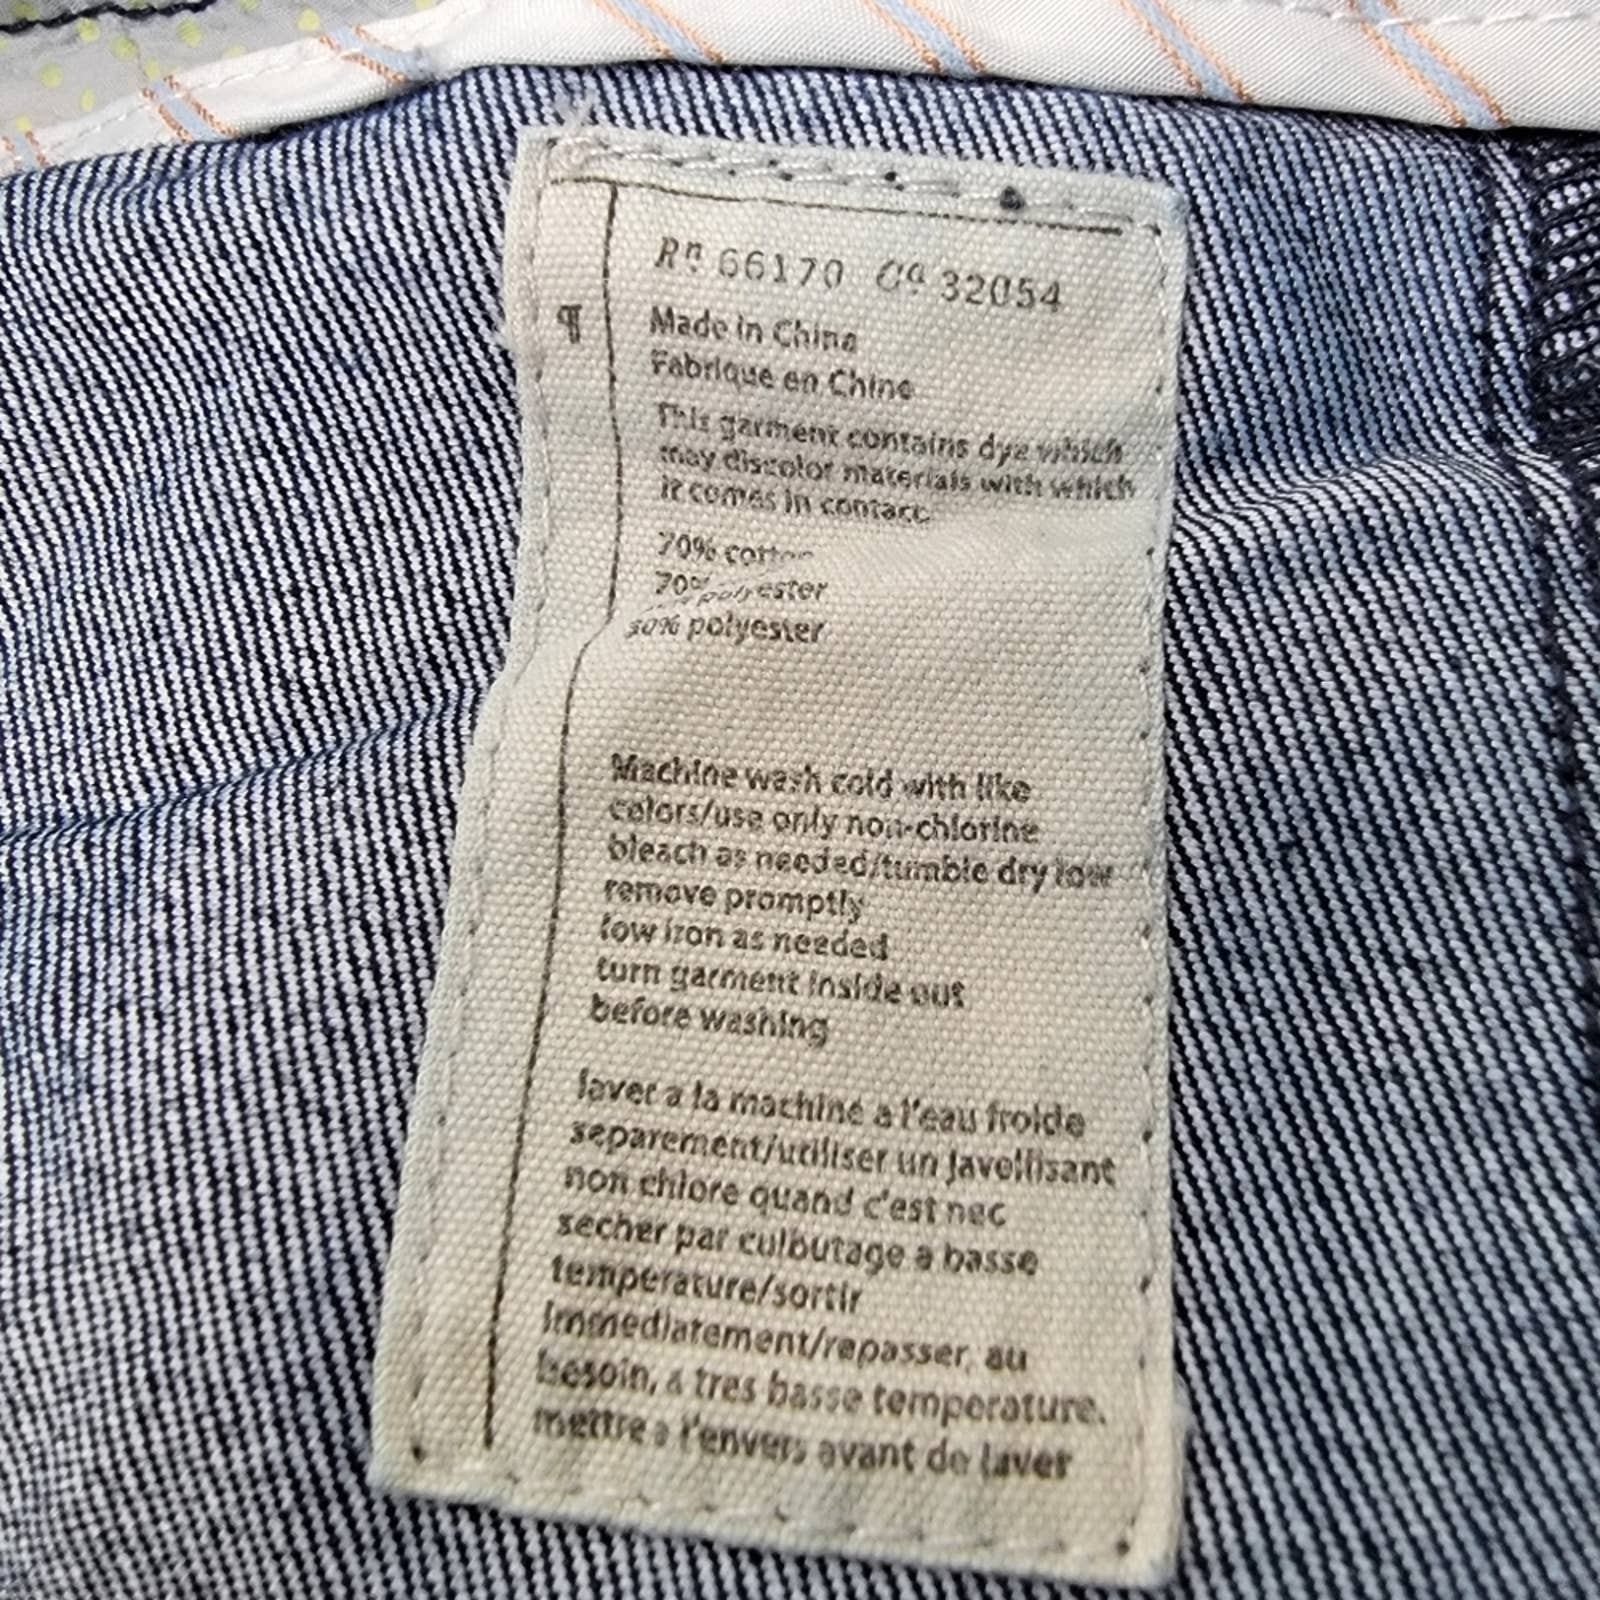 Rn 66170 Ca 32054
¶
Made in China
Fabrique en Chine
This garment contains dye which
may discolor materials with which
it comes in contact.
70% cotton
70% polyester
30% polyester
Machine wash cold with like
colors/use only non-chlorine
bleach as needed/tumble dry low
remove promptly
low iron as needed
turn garment inside out
before washing
laver a la machine a l'eau froide
separement/utiliser un javellisant
non chlore quand c'est nec
secher par culbutage a basse
temperature/sortir
immediatement/repasser, au
besoin, a tres basse temperature.
mettre a l'envers avant de laver